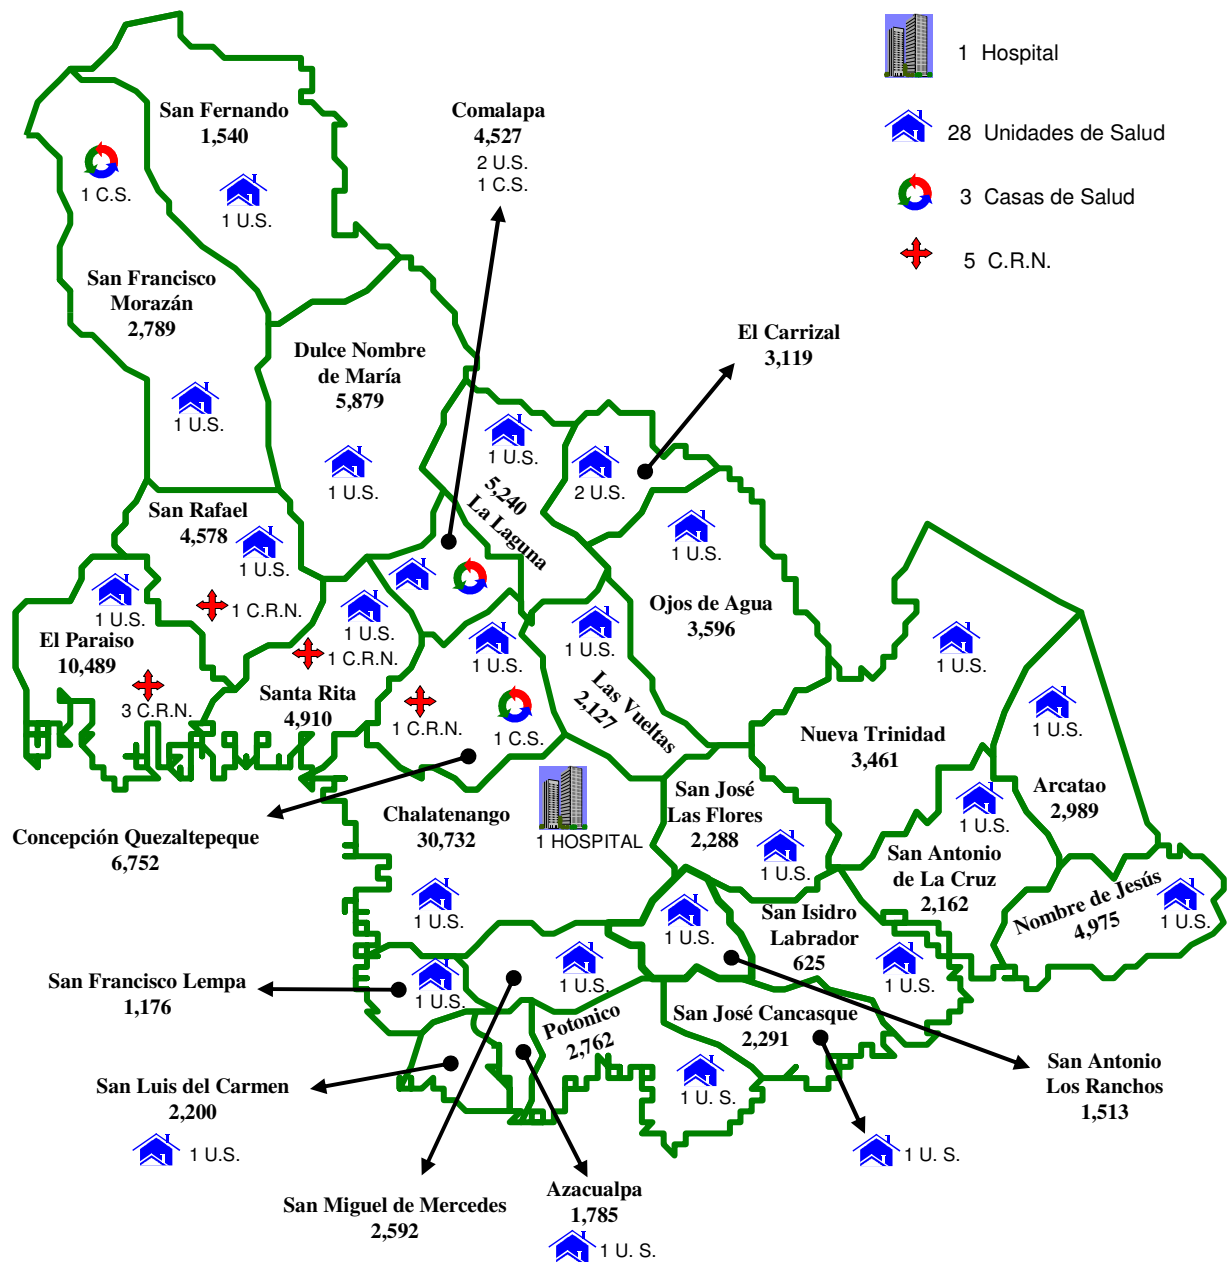 1 Hospital
28 Unidades de Salud
3 Casas de Salud
5 C.R.N.
San Fernando
1,540
1 U.S.
1 C.S.
San Francisco
Morazán
2,789
1 U.S.
Comalapa
4,527
2 U.S.
1 C.S.
Dulce Nombre
de María
5,879
1 U.S.
El Carrizal
3,119
2 U.S.
1 U.S.
5,240
La Laguna
San Rafael
4,578
1 U.S.
1 C.R.N.
1 U.S.
El Paraiso
10,489
3 C.R.N.
1 U.S.
1 C.R.N.
Santa Rita
4,910
1 U.S.
1 C.R.N.
1 C.S.
Concepción Quezaltepeque
6,752
1 U.S.
Las Vueltas
2,127
1 U.S.
Ojos de Agua
3,596
1 U.S.
Nueva Trinidad
3,461
1 U.S.
Arcatao
2,989
Chalatenango
30,732
1 HOSPITAL
1 U.S.
San José
Las Flores
2,288
1 U.S.
1 U.S.
San Antonio
de La Cruz
2,162
Nombre de Jesús
4,975
1 U.S.
San Isidro
Labrador
625
1 U.S.
1 U.S.
San Antonio
Los Ranchos
1,513
San Francisco Lempa
1,176
1 U.S.
1 U.S.
San José Cancasque
2,291
1 U. S.
Potonico
2,762
1 U. S.
San Luis del Carmen
2,200
1 U.S.
San Miguel de Mercedes
2,592
Azacualpa
1,785
1 U. S.